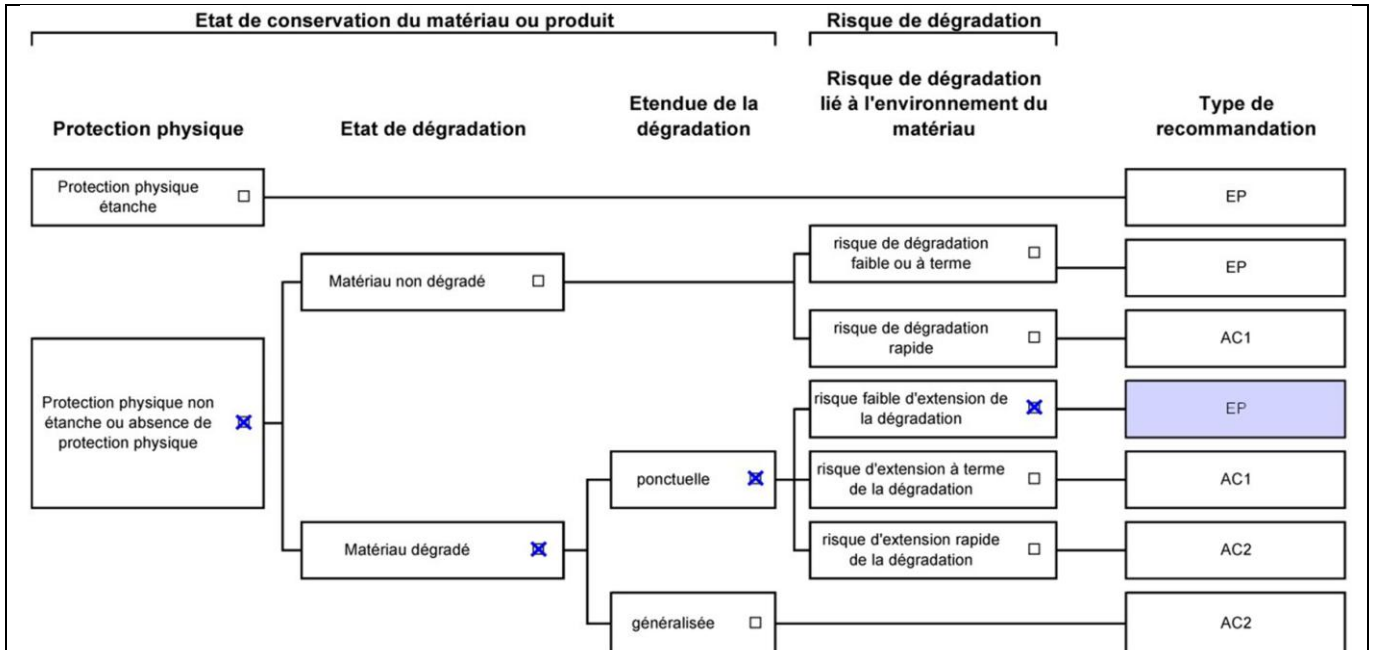 Etat de conservation du matériau ou produit
Risque de dégradation
Protection physique
Etat de dégradation
Etendue de la
dégradation
Risque de dégradation
lié à l'environnement du
matériau
Type de
recommandation
Protection physique
étanche
EP
risque de dégradation
faible ou à terme
EP
Matériau non dégradé
risque de dégradation
rapide
AC1
Protection physique non
étanche ou absence de
protection physique
risque faible d'extension de
la dégradation
EP
ponctuelle
risque d'extension à terme
de la dégradation
AC1
Matériau dégradé
risque d'extension rapide
de la dégradation
AC2
généralisée
AC2